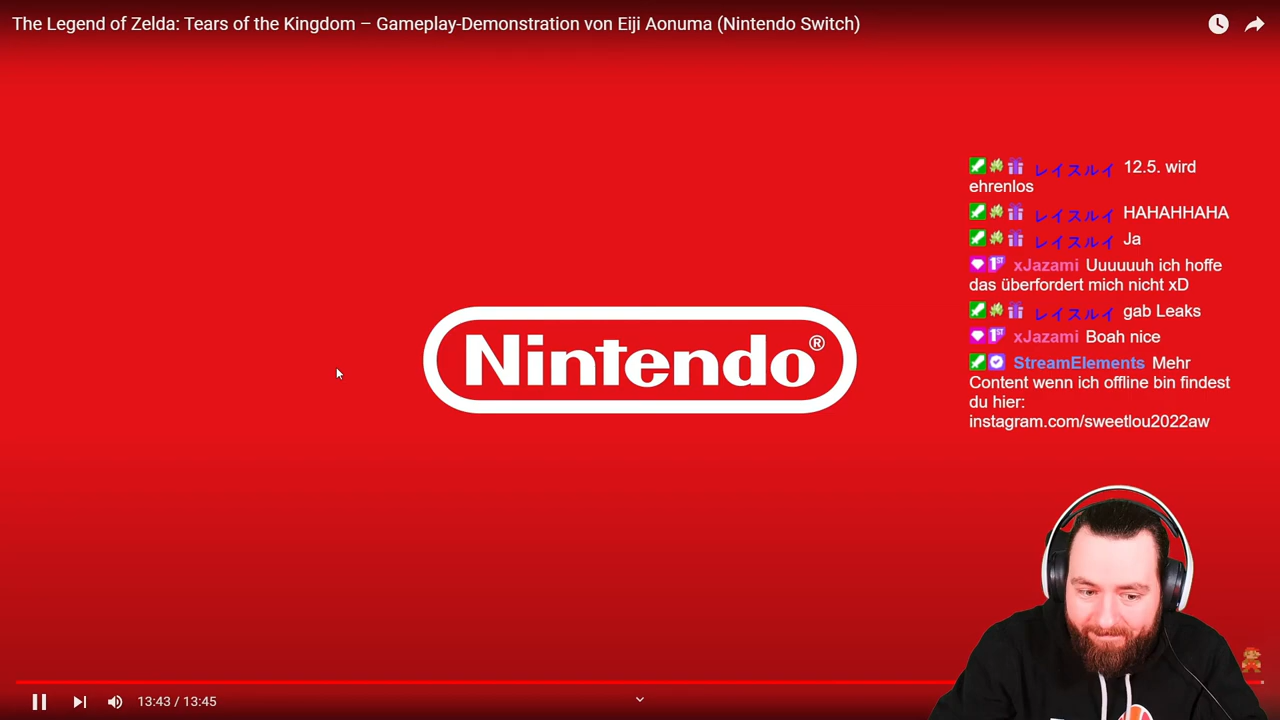 The Legend of Zelda: Tears of the Kingdom – Gameplay-Demonstration von Eiji Aonuma (Nintendo Switch)
レイスルイ 12.5. wird
ehrenlos
レイスルイ HAHAHHAHA
レイスルイ Ja
1ST xJazami Uuuuuuh ich hoffe
das überfordert mich nicht xD
レイスルイ gab Leaks
1ST xJazami Boah nice
StreamElements Mehr
Content wenn ich offline bin findest
du hier:
instagram.com/sweetlou2022aw
Nintendo®
13:43 / 13:45